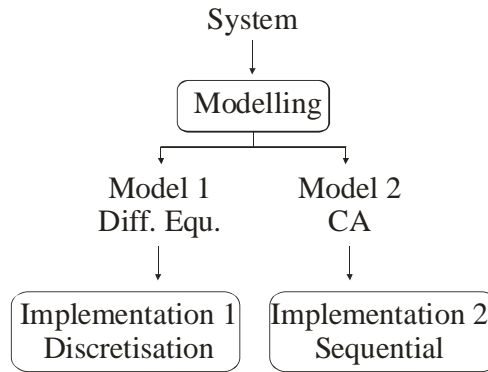 System
Modelling
Model 1
Diff. Equ.
Model 2
CA
Implementation 1
Discretisation
Implementation 2
Sequential